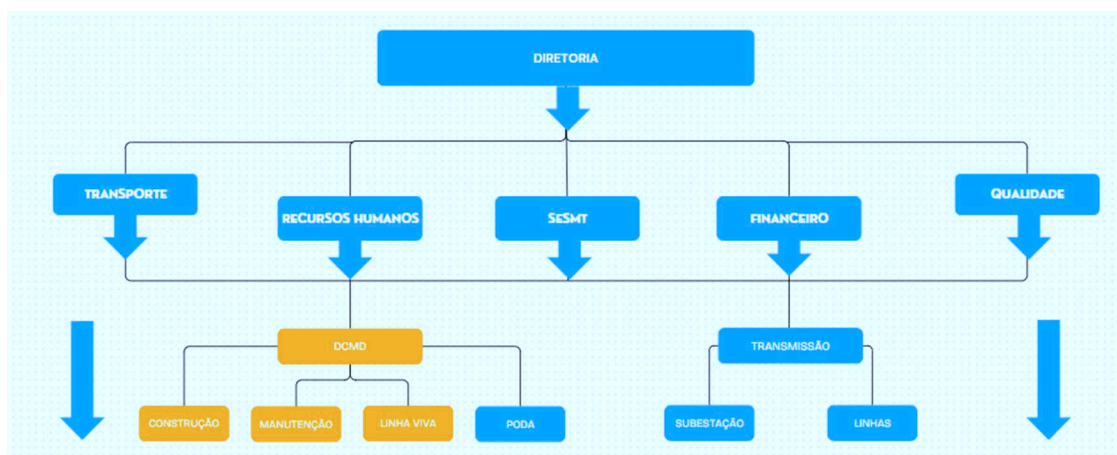 DIRETORIA
TRANSPORTE
RECURSOS HUMANOS
SESMT
FINANCEIRO
QUALIDADE
DCMD
TRANSMISSÃO
CONSTRUÇÃO
MANUTENÇÃO
LINHA VIVA
PODA
SUBESTAÇÃO
LINHAS